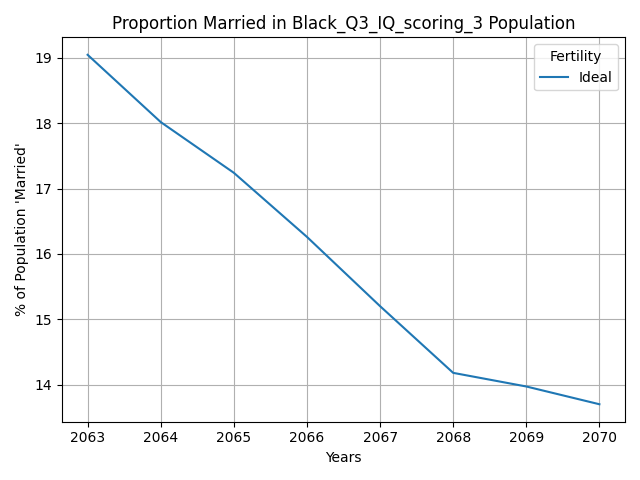 Proportion Married in Black_Q3_IQ_scoring_3 Population
Fertility
Ideal
% of Population 'Married'
19
18
17
16
15
14
2063 2064 2065 2066 2067 2068 2069 2070
Years